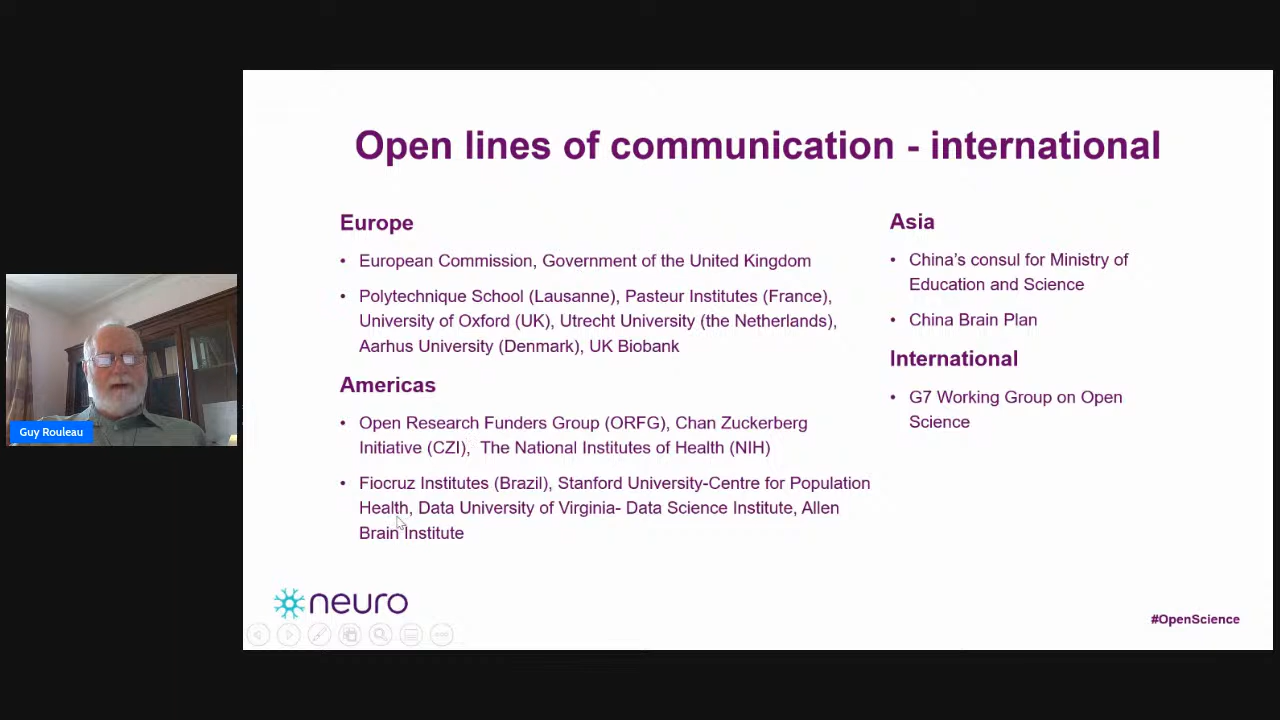 Open lines of communication - international
Europe
• European Commission, Government of the United Kingdom
• Polytechnique School (Lausanne), Pasteur Institutes (France),
University of Oxford (UK), Utrecht University (the Netherlands),
Aarhus University (Denmark), UK Biobank
Americas
• Open Research Funders Group (ORFG), Chan Zuckerberg
Initiative (CZI),  The National Institutes of Health (NIH)
• Fiocruz Institutes (Brazil), Stanford University-Centre for Population
Health, Data University of Virginia- Data Science Institute, Allen
Brain Institute
Asia
• China's consul for Ministry of
Education and Science
• China Brain Plan
International
• G7 Working Group on Open
Science
neuro
#OpenScience
Guy Rouleau